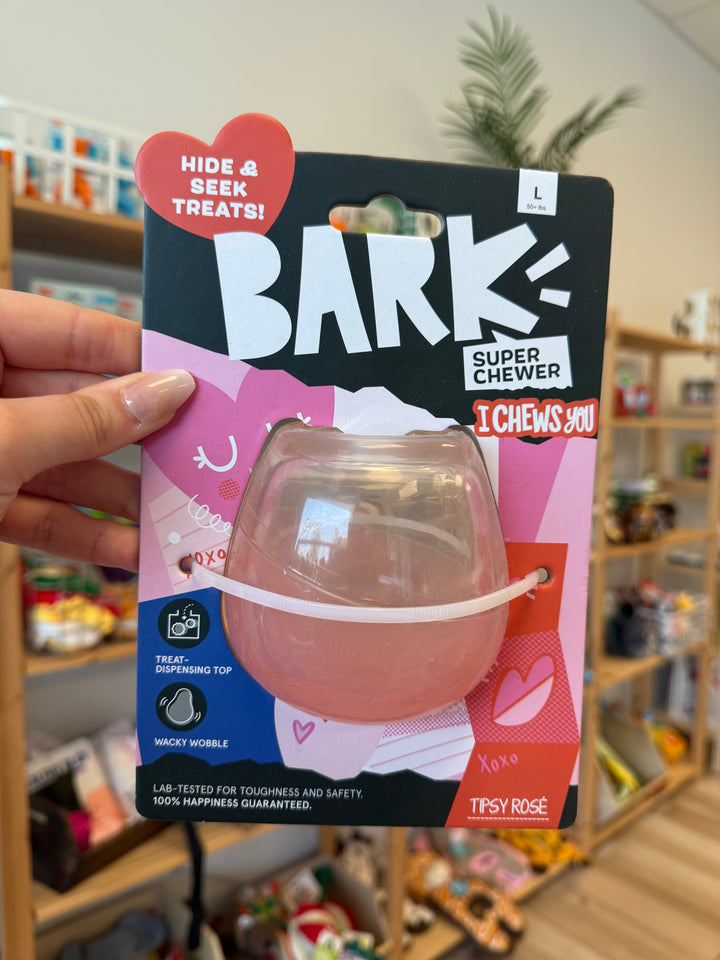 HIDE &
SEEK
TREATS!
L
50+ lbs.
BARK
SUPER
CHEWER
I CHEWS YOU
XOXO
TREAT-
DISPENSING TOP
WACKY WOBBLE
XOXO
LAB-TESTED FOR TOUGHNESS AND SAFETY.
100% HAPPINESS GUARANTEED.
TIPSY ROSÉ